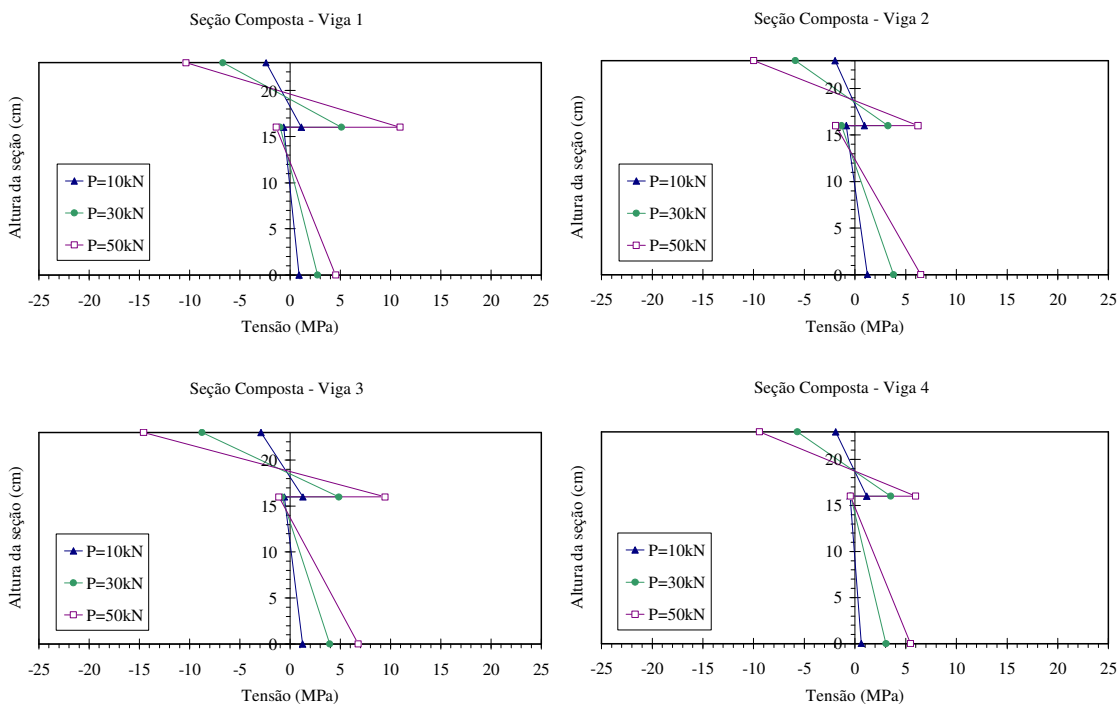 Seção Composta - Viga 1
Altura da seção (cm)
20
15
10
5
0
P=10kN
P=30kN
P=50kN
-25 -20 -15 -10 -5 0 5 10 15 20 25
Tensão (MPa)
Seção Composta - Viga 2
Altura da seção (cm)
20
15
10
5
0
P=10kN
P=30kN
P=50kN
-25 -20 -15 -10 -5 0 5 10 15 20 25
Tensão (MPa)
Seção Composta - Viga 3
Altura da seção (cm)
20
15
10
5
0
P=10kN
P=30kN
P=50kN
-25 -20 -15 -10 -5 0 5 10 15 20 25
Tensão (MPa)
Seção Composta - Viga 4
Altura da seção (cm)
20
15
10
5
0
P=10kN
P=30kN
P=50kN
-25 -20 -15 -10 -5 0 5 10 15 20 25
Tensão (MPa)